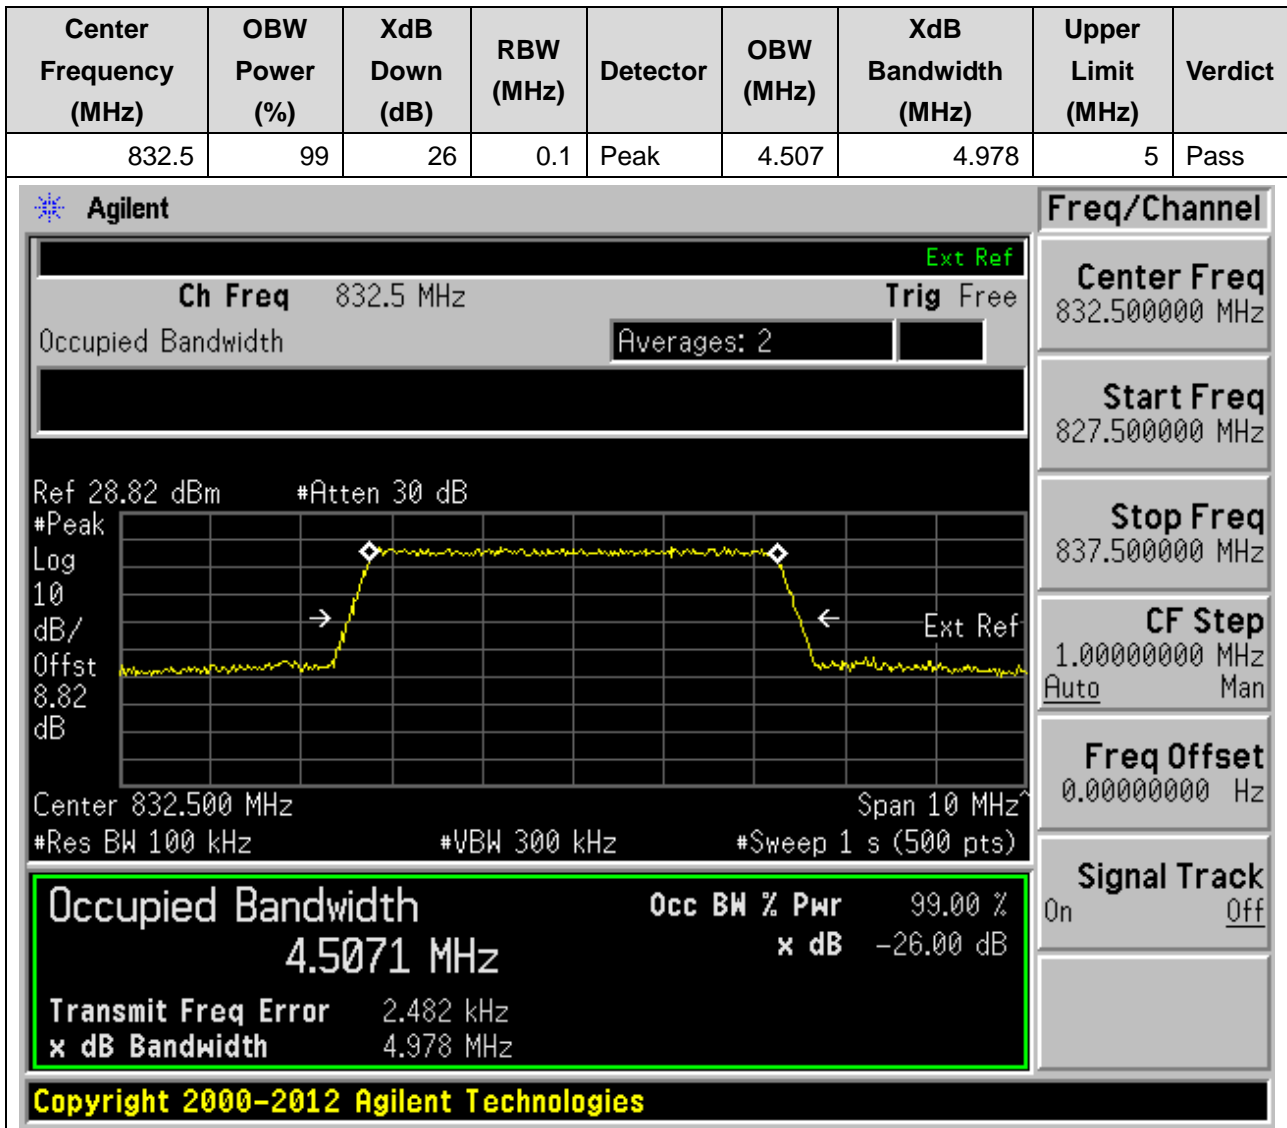 Center Frequency (MHz) OBW Power (%) XdB Down (dB) RBW (MHz) Detector OBW (MHz) XdB Bandwidth (MHz) Upper Limit (MHz) Verdict
832.5 99 26 0.1 Peak 4.507 4.978 5 Pass
Agilent
Freq/Channel
Ext Ref
Ch Freq 832.5 MHz Trig Free
Occupied Bandwidth Averages: 2
Center Freq
832.500000 MHz
Start Freq
827.500000 MHz
Stop Freq
837.500000 MHz
CF Step
1.00000000 MHz
Auto Man
Freq Offset
0.00000000 Hz
Signal Track
On Off
Ref 28.82 dBm #Atten 30 dB
#Peak
Log
10
dB/
Offst
8.82
dB
Ext Ref
Center 832.500 MHz Span 10 MHz^
#Res BW 100 kHz #VBW 300 kHz #Sweep 1 s (500 pts)
Occupied Bandwidth
4.5071 MHz
Occ BW % Pwr 99.00 %
x dB -26.00 dB
Transmit Freq Error 2.482 kHz
x dB Bandwidth 4.978 MHz
Copyright 2000-2012 Agilent Technologies